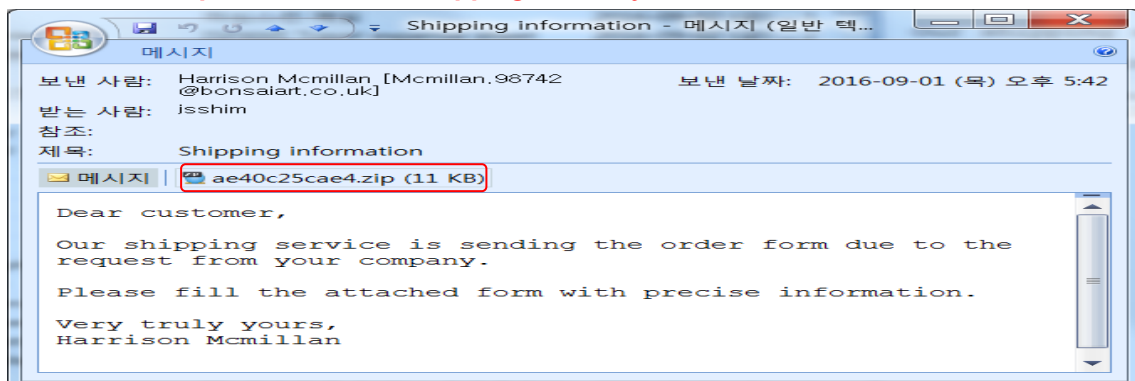 Shipping information - 메시지 (일반 텍...
메시지
보낸 사람: Harrison Mcmillan [Mcmillan.98742
@bonsaiart.co.uk]
보낸 날짜: 2016-09-01 (목) 오후 5:42
받는 사람: jsshim
참조:
제목: Shipping information
메시지 ae40c25cae4.zip (11 KB)
Dear customer,
Our shipping service is sending the order form due to the
request from your company.
Please fill the attached form with precise information.
Very truly yours,
Harrison Mcmillan